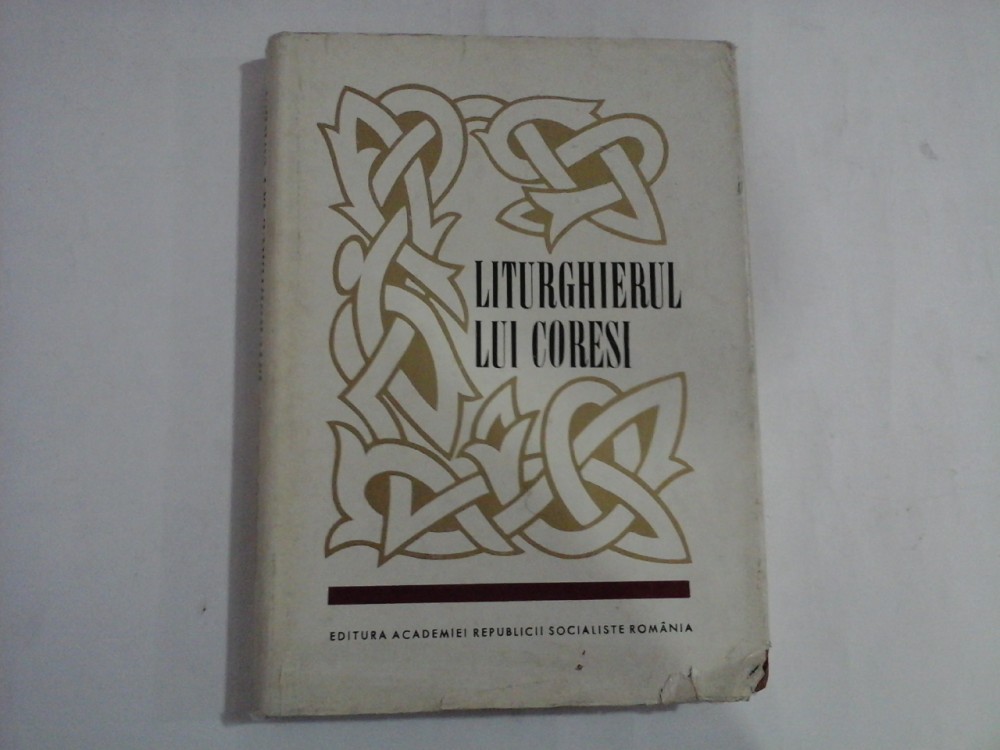 LITURGHIERUL
LUI CORESI
EDITURA ACADEMIEI REPUBLICII SOCIALISTE ROMÂNIA